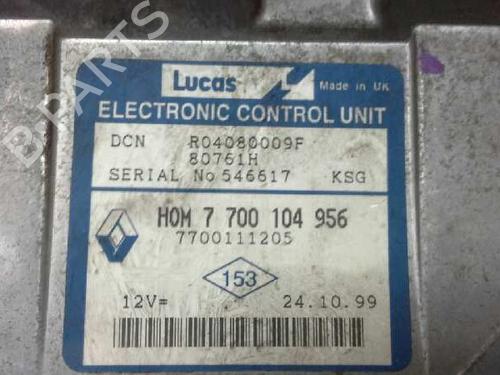 B-PARTS
Lucas
Made in UK
ELECTRONIC CONTROL UNIT
DCN R04080009F
80761H
SERIAL No 546617 KSG
HOM 7 700 104 956
7700111205
153
12V= 24.10.99